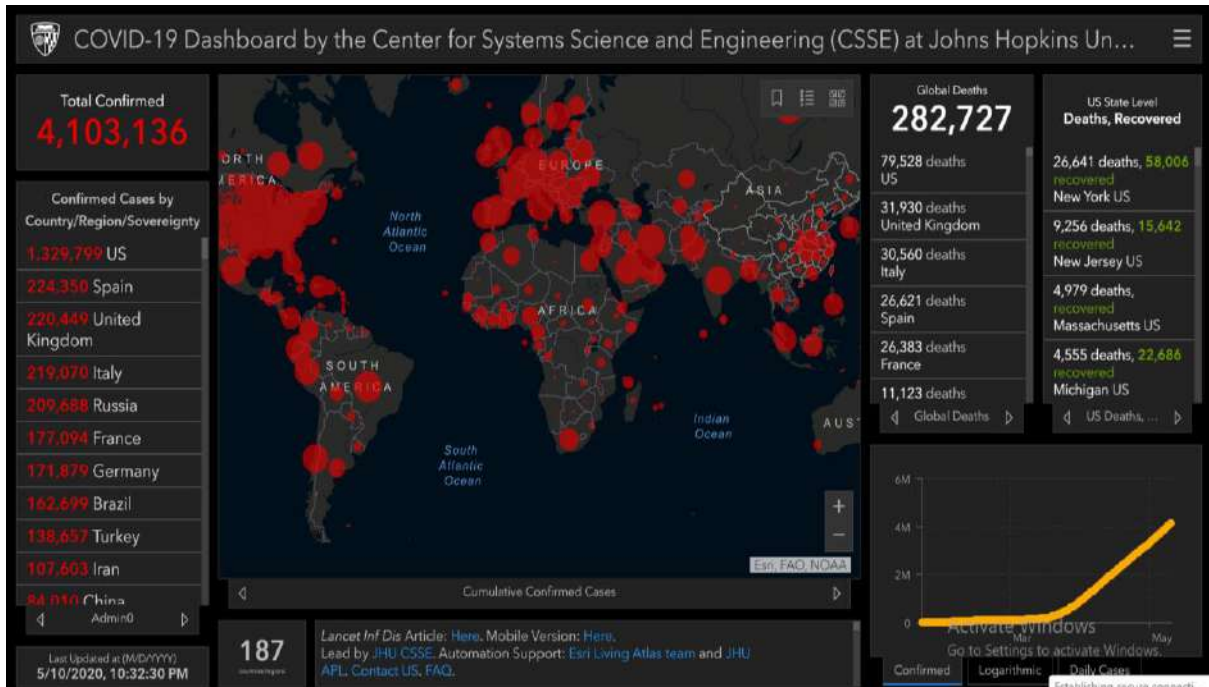 COVID-19 Dashboard by the Center for Systems Science and Engineering (CSSE) at Johns Hopkins Un...
Total Confirmed
4,103,136
Confirmed Cases by
Country/Region/Sovereignty
1,329,799 US
224,350 Spain
220,449 United
Kingdom
219,070 Italy
209,688 Russia
177,094 France
171,879 Germany
162,699 Brazil
138,657 Turkey
107,603 Iran
84,010 China
Admin0
Last Updated at (M/D/YYYY)
5/10/2020, 10:32:30 PM
AMERICA
North
Atlantic
Ocean
EUROPE
ASIA
AFRICA
SOUTH
AMERICA
Indian
Ocean
AUS
South
Atlantic
Ocean
+
−
Esri, FAO, NOAA
Cumulative Confirmed Cases
187
countries/regions
Lancet Inf Dis Article: Here. Mobile Version: Here.
Lead by JHU CSSE. Automation Support: Esri Living Atlas team and JHU
APL. Contact US. FAQ.
Global Deaths
282,727
79,528 deaths
US
31,930 deaths
United Kingdom
30,560 deaths
Italy
26,621 deaths
Spain
26,383 deaths
France
11,123 deaths
Global Deaths
US State Level
Deaths, Recovered
26,641 deaths, 58,006
recovered
New York US
9,256 deaths, 15,642
recovered
New Jersey US
4,979 deaths,
recovered
Massachusetts US
4,555 deaths, 22,686
recovered
Michigan US
US Deaths, ...
6M
4M
2M
0
Mar
May
Activate Windows
Go to Settings to activate Windows.
Confirmed
Logarithmic
Daily Cases